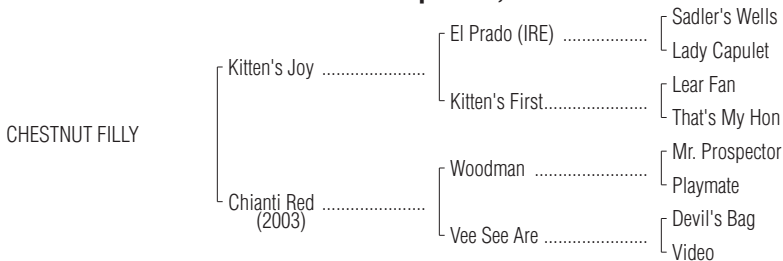 Sadler's Wells
El Prado (IRE) ..................
Lady Capulet
Kitten's Joy ......................
Lear Fan
Kitten's First......................
That's My Hon
CHESTNUT FILLY
Mr. Prospector
Woodman ........................
Playmate
Chianti Red ......................
(2003)
Devil's Bag
Vee See Are ......................
Video